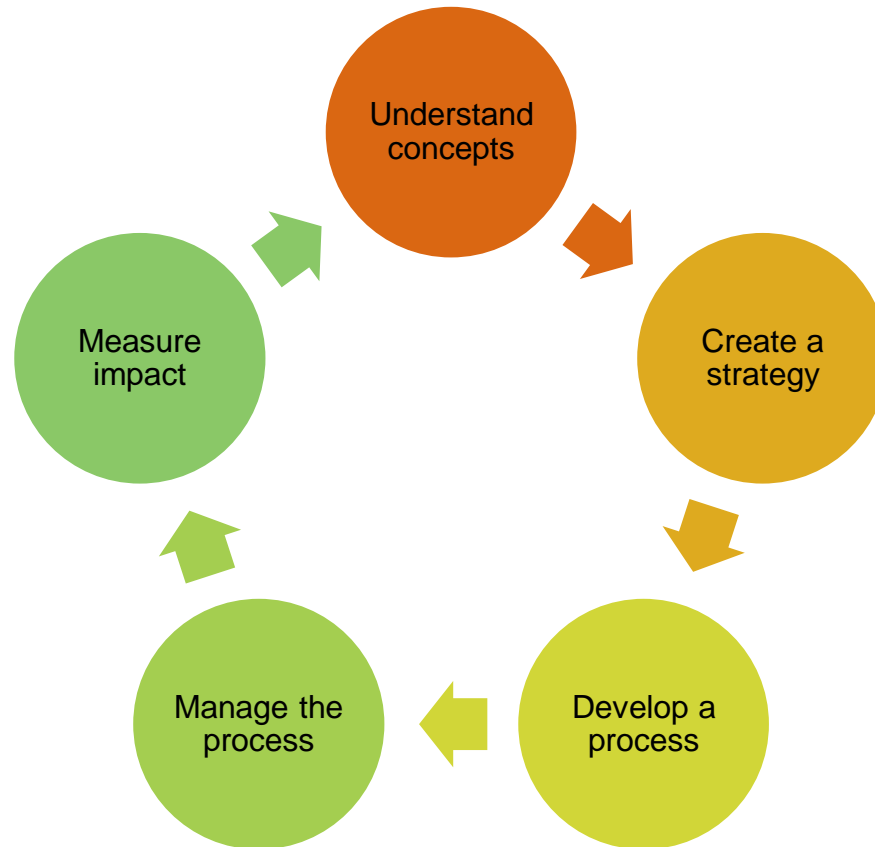 Understand
concepts
Create a
strategy
Develop a
process
Manage the
process
Measure
impact